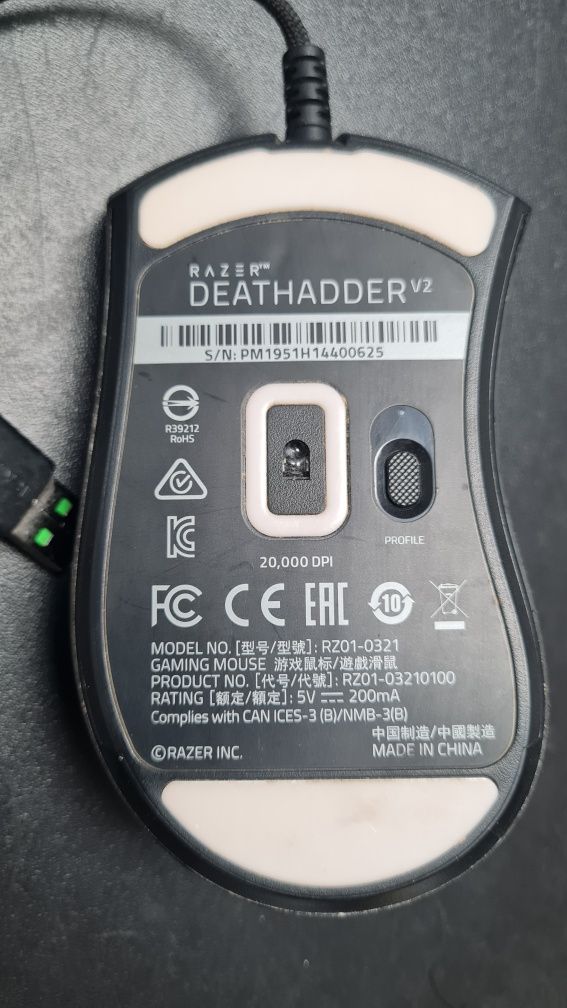 RAZER™
DEATHADDER V2
S/N: PM1951H14400625
R39212
RoHS
PROFILE
20,000 DPI
FC CE EAC 10
MODEL NO. [型号/型號]: RZ01-0321
GAMING MOUSE 游戏鼠标/遊戲滑鼠
PRODUCT NO. [代号/代號]: RZ01-03210100
RATING [额定/額定]: 5V ⎓ 200mA
Complies with CAN ICES-3 (B)/NMB-3(B)
中国制造/中國製造
©RAZER INC. MADE IN CHINA